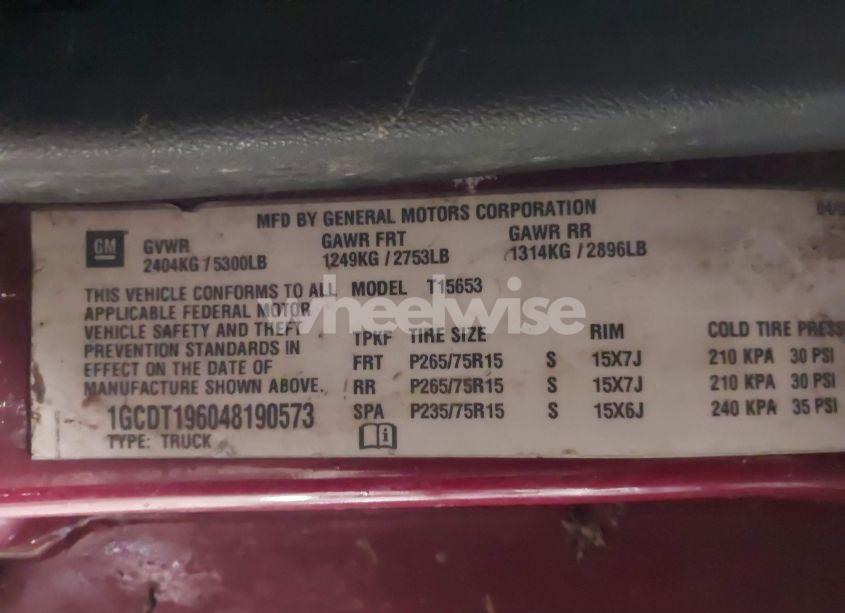 MFD BY GENERAL MOTORS CORPORATION
GM
GVWR GAWR FRT GAWR RR
2404KG / 5300LB 1249KG / 2753LB 1314KG / 2896LB
THIS VEHICLE CONFORMS TO ALL MODEL T15653
APPLICABLE FEDERAL MOTOR
VEHICLE SAFETY AND THEFT
PREVENTION STANDARDS IN
EFFECT ON THE DATE OF
MANUFACTURE SHOWN ABOVE.
1GCDT196048190573
TYPE: TRUCK
TPKF TIRE SIZE RIM COLD TIRE PRESS
FRT P265/75R15 S 15X7J 210 KPA 30 PSI
RR P265/75R15 S 15X7J 210 KPA 30 PSI
SPA P235/75R15 S 15X6J 240 KPA 35 PSI
wheelwise